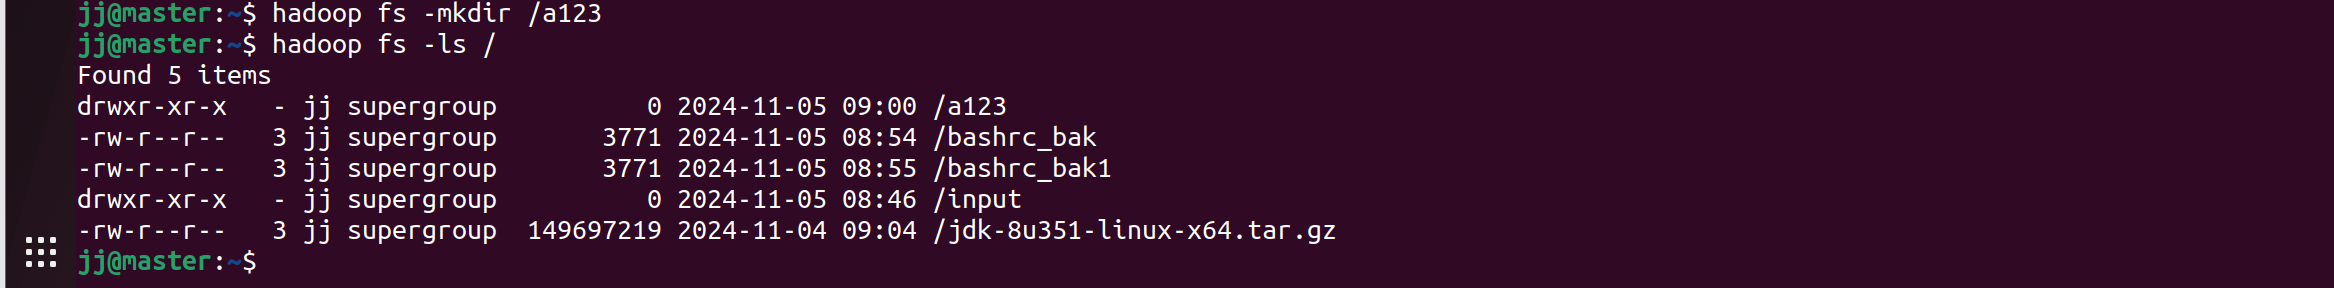 jj@master:~$ hadoop fs -mkdir /a123
jj@master:~$ hadoop fs -ls /
Found 5 items
drwxr-xr-x   - jj supergroup          0 2024-11-05 09:00 /a123
-rw-r--r--   3 jj supergroup       3771 2024-11-05 08:54 /bashrc_bak
-rw-r--r--   3 jj supergroup       3771 2024-11-05 08:55 /bashrc_bak1
drwxr-xr-x   - jj supergroup          0 2024-11-05 08:46 /input
-rw-r--r--   3 jj supergroup  149697219 2024-11-04 09:04 /jdk-8u351-linux-x64.tar.gz
jj@master:~$